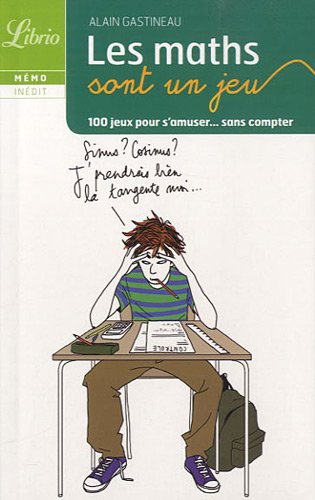 ALAIN GASTINEAU
Librio
Les maths
sont un jeu
MÉMO
INÉDIT
100 jeux pour s'amuser... sans compter
Sinus? Cosinus?
J'prendrais bien
la tangente moi...
CONTROLE